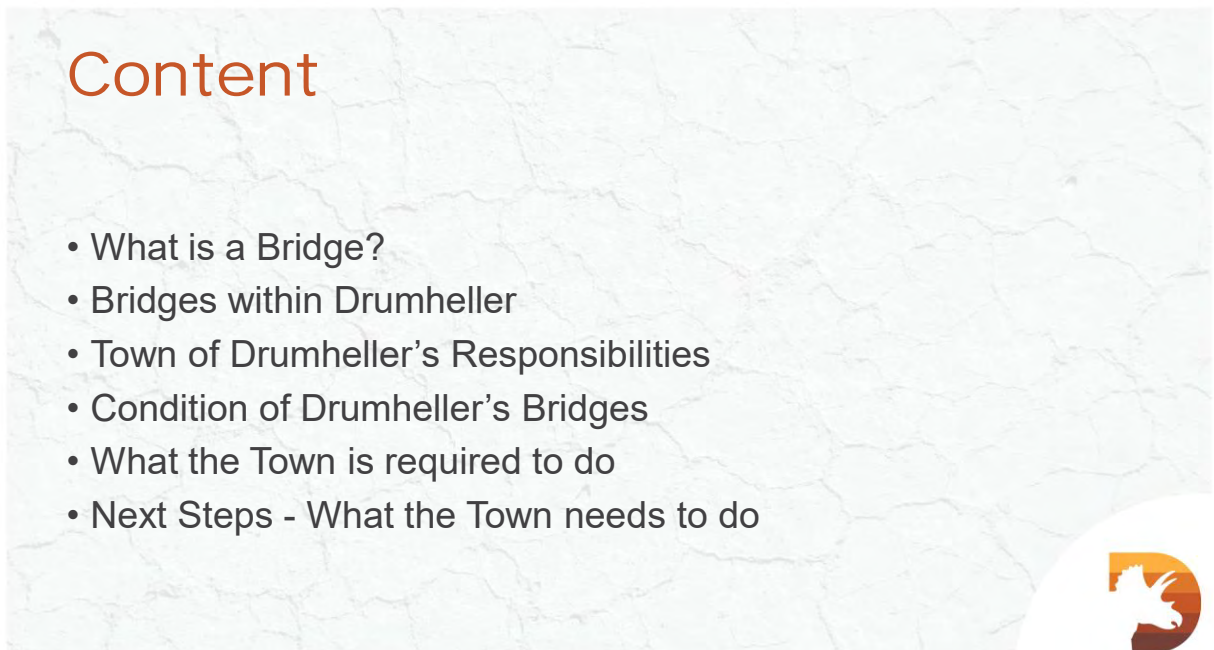 Content
• What is a Bridge?
• Bridges within Drumheller
• Town of Drumheller’s Responsibilities
• Condition of Drumheller’s Bridges
• What the Town is required to do
• Next Steps - What the Town needs to do